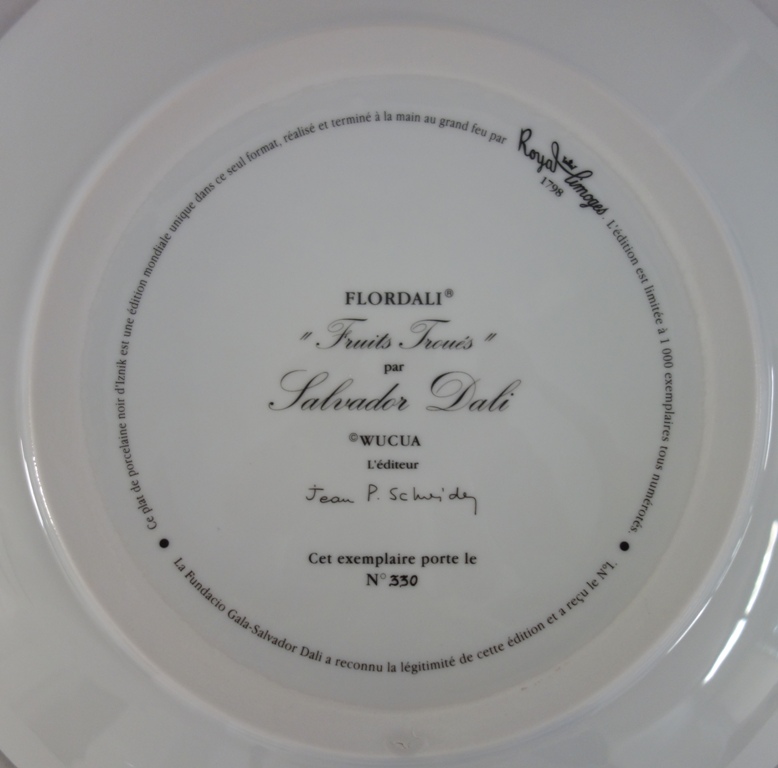 Ce plat de porcelaine noir d'Iznik est une édition mondiale unique dans ce seul format, réalisé et terminé à la main au grand feu par Royal Limoges 1798. L'édition est limitée à 1 000 exemplaires tous numérotés.
FLORDALI®
"Fruits Troués"
par
Salvador Dali
©WUCUA
L'éditeur
Jean P. Schneider
Cet exemplaire porte le
N° 330
La Fundacio Gala-Salvador Dali a reconnu la légitimité de cette édition et a reçu le N°1.